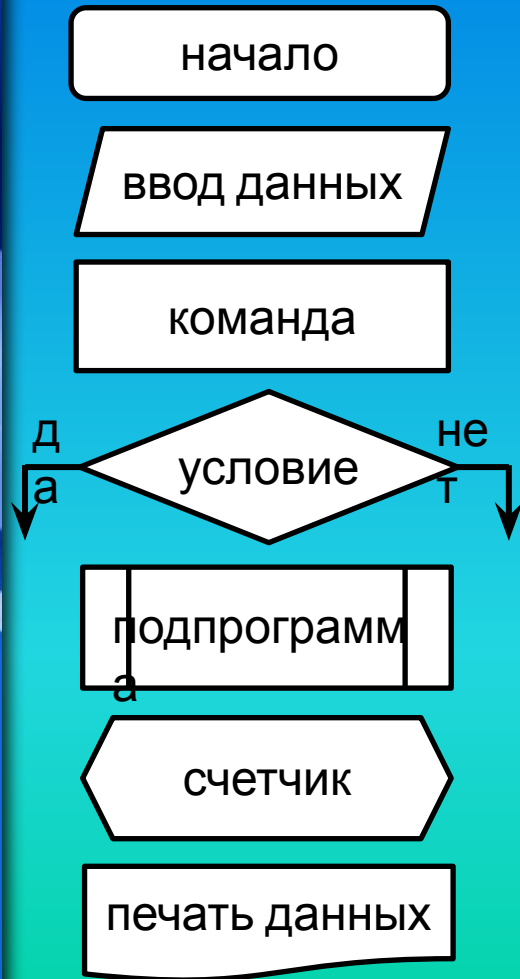 начало
ввод данных
команда
д
а
условие
не
т
подпрограмм
а
счетчик
печать данных